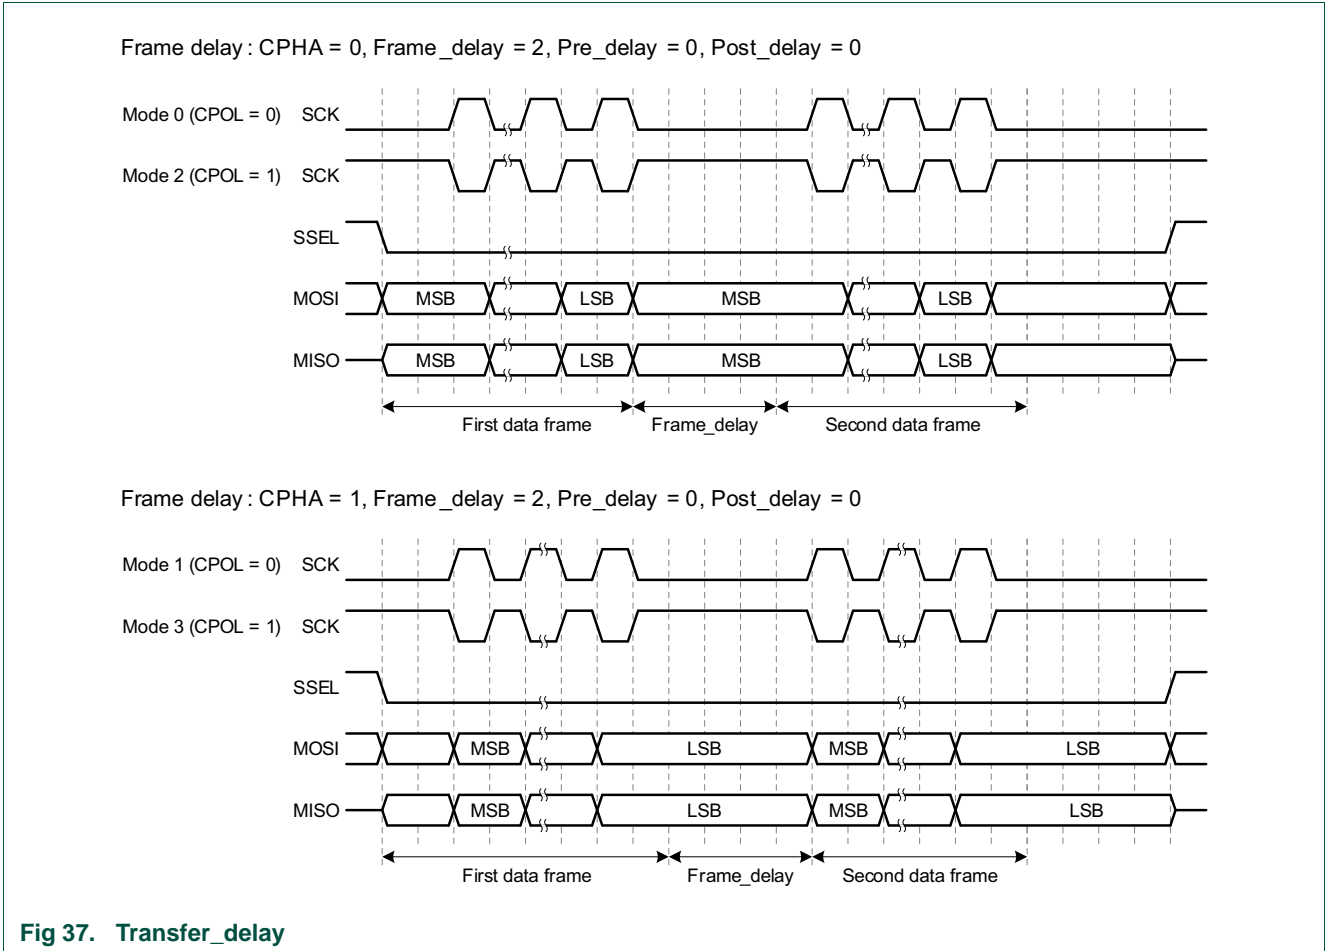 Frame delay : CPHA = 0, Frame_delay = 2, Pre_delay = 0, Post_delay = 0
Mode 0 (CPOL = 0) SCK
Mode 2 (CPOL = 1) SCK
SSEL
MOSI MSB LSB MSB LSB
MISO MSB LSB MSB LSB
First data frame Frame_delay Second data frame
Frame delay : CPHA = 1, Frame_delay = 2, Pre_delay = 0, Post_delay = 0
Mode 1 (CPOL = 0) SCK
Mode 3 (CPOL = 1) SCK
SSEL
MOSI MSB LSB MSB LSB
MISO MSB LSB MSB LSB
First data frame Frame_delay Second data frame
Fig 37. Transfer_delay